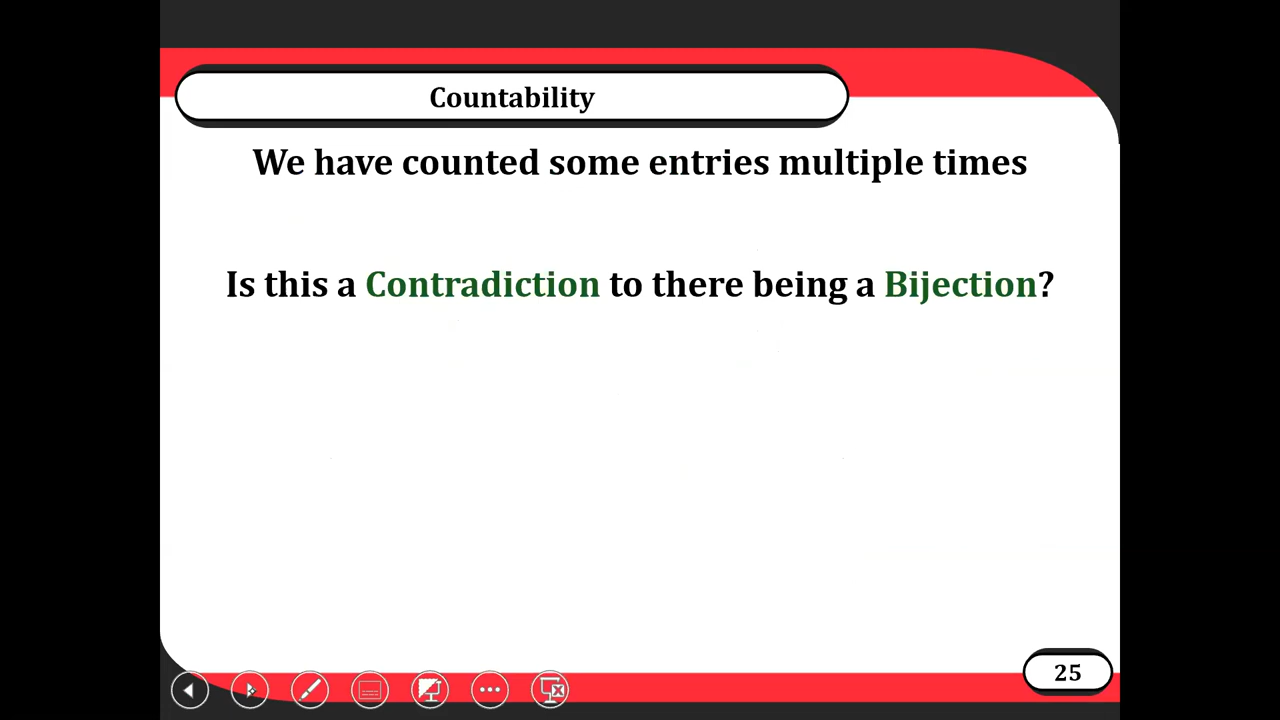 Countability
We have counted some entries multiple times
Is this a Contradiction to there being a Bijection?
25